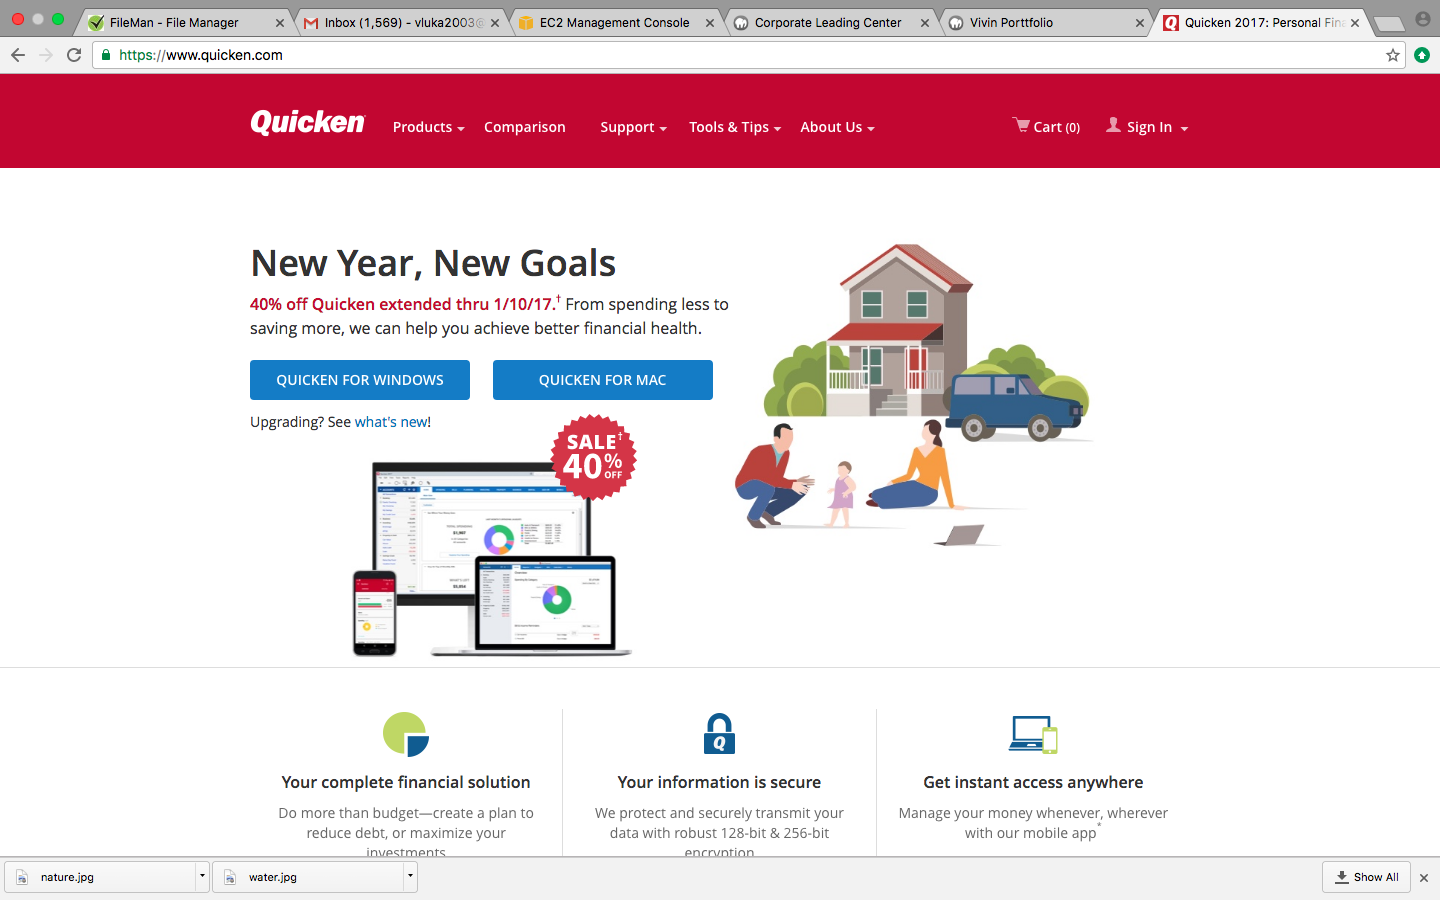 FileMan - File Manager
Inbox (1,569) - vluka2003@
EC2 Management Console
Corporate Leading Center
Vivin Porttfolio
Quicken 2017: Personal Fina
https://www.quicken.com
Quicken
Products
Comparison
Support
Tools & Tips
About Us
Cart (0)
Sign In
New Year, New Goals
40% off Quicken extended thru 1/10/17.† From spending less to
saving more, we can help you achieve better financial health.
QUICKEN FOR WINDOWS
QUICKEN FOR MAC
Upgrading? See what's new!
SALE†
40%
OFF
Your complete financial solution
Do more than budget—create a plan to
reduce debt, or maximize your
investments
Your information is secure
We protect and securely transmit your
data with robust 128-bit & 256-bit
encryption
Get instant access anywhere
Manage your money whenever, wherever
with our mobile app*
nature.jpg
water.jpg
Show All